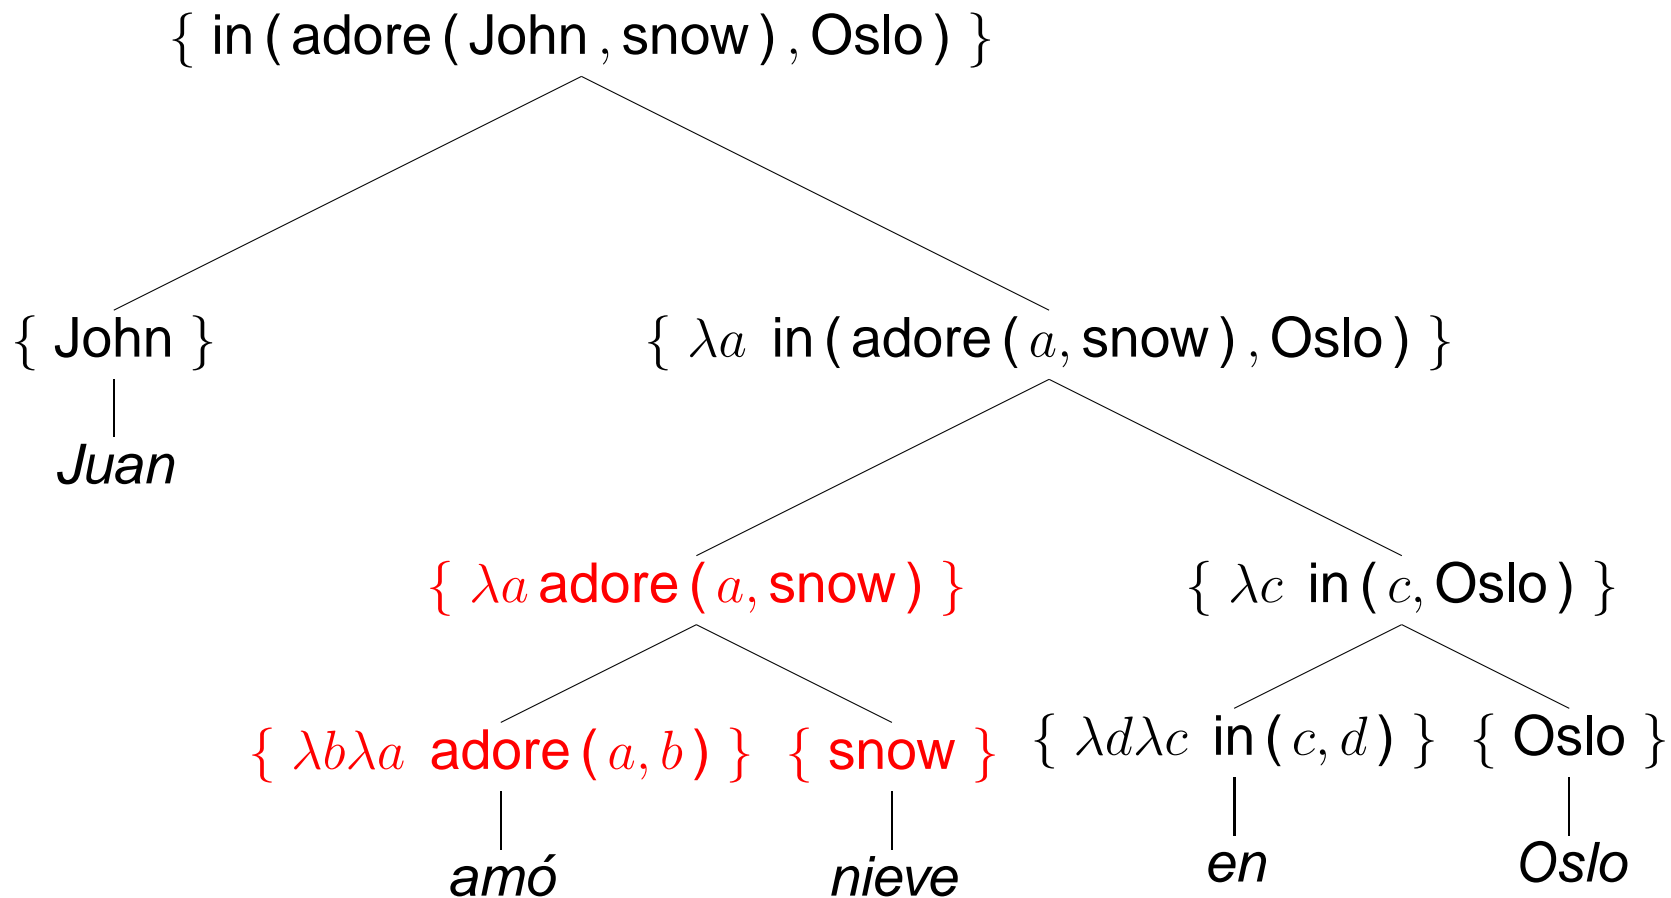 { in(adore(John,snow),Oslo) }
{ John }
{ λa in(adore(a,snow),Oslo) }
Juan
{ λa adore(a,snow) }
{ λc in(c,Oslo) }
{ λbλa adore(a,b) }
{ snow }
{ λdλc in(c,d) }
{ Oslo }
amó
nieve
en
Oslo